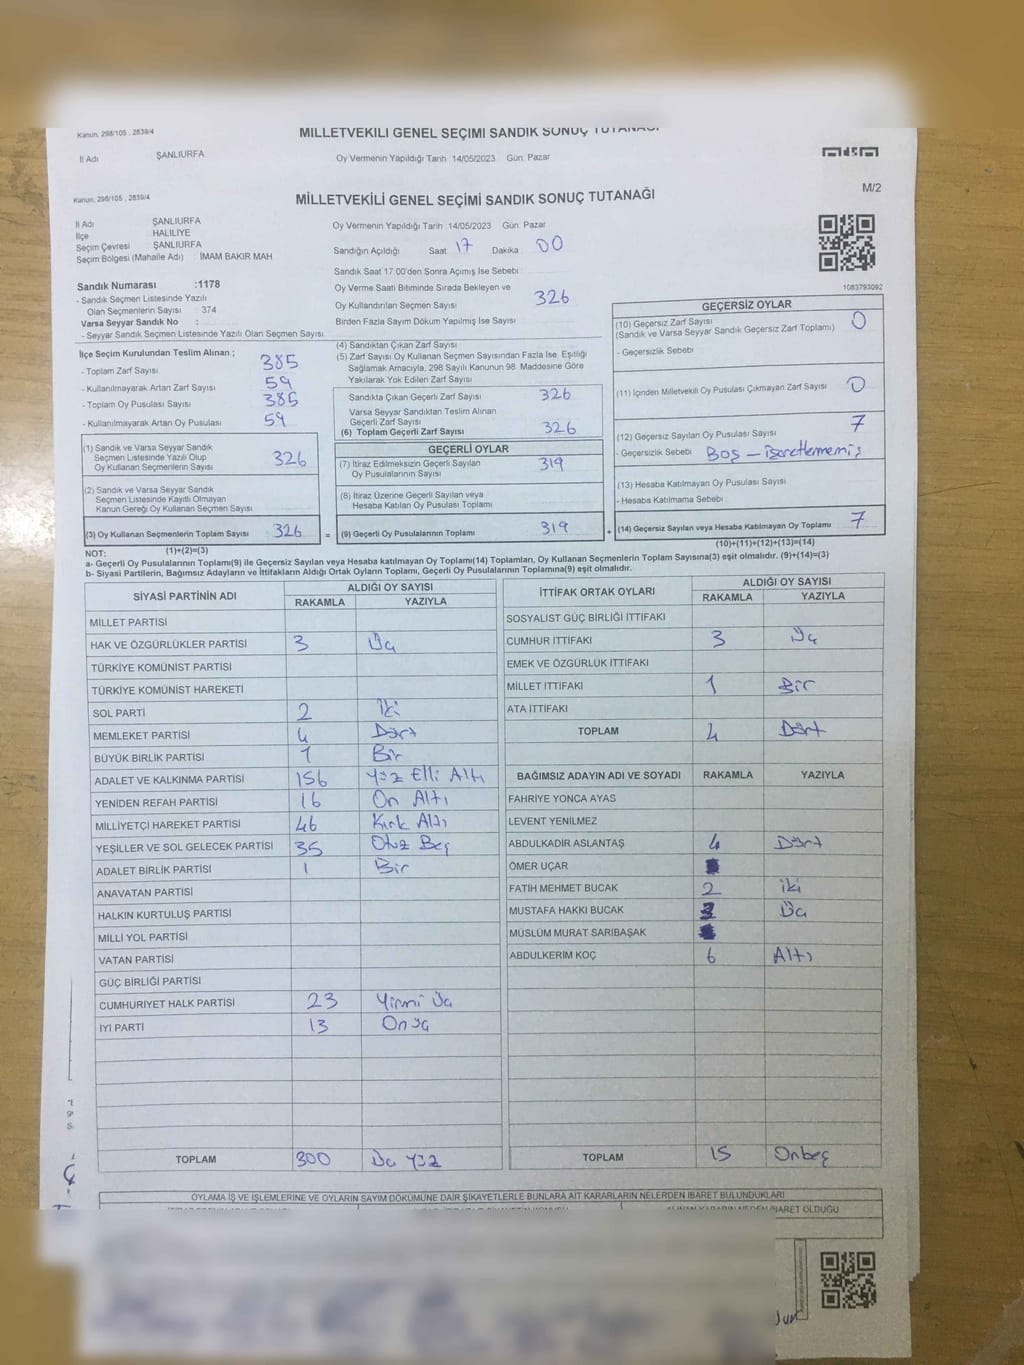 Kanun: 298/105 , 2839/4
MİLLETVEKİLİ GENEL SEÇİMİ SANDIK SONUÇ TUTANAĞI
İl Adı ŞANLIURFA
Oy Vermenin Yapıldığı Tarih 14/05/2023 Gün: Pazar
Kanun: 298/105 , 2839/4
MİLLETVEKİLİ GENEL SEÇİMİ SANDIK SONUÇ TUTANAĞI
M/2
İl Adı ŞANLIURFA
İlçe HALİLİYE
Seçim Çevresi ŞANLIURFA
Seçim Bölgesi (Mahalle Adı) İMAM BAKIR MAH
Oy Vermenin Yapıldığı Tarih : 14/05/2023 Gün: Pazar
Sandığın Açıldığı Saat 17 Dakika 00
Sandık Saat 17:00'den Sonra Açımış İse Sebebi
1083793092
Sandık Numarası :1178
- Sandık Seçmen Listesinde Yazılı
Olan Seçmenlerin Sayısı 374
Varsa Seyyar Sandık No :
- Seyyar Sandık Seçmen Listesinde Yazılı Olan Seçmen Sayısı
Oy Verme Saati Bitiminde Sırada Bekleyen ve
Oy Kullandırılan Seçmen Sayısı 326
Birden Fazla Sayım Döküm Yapılmış İse Sayısı
İlçe Seçim Kurulundan Teslim Alınan ;
- Toplam Zarf Sayısı 385
- Kullanılmayarak Artan Zarf Sayısı 59
- Toplam Oy Pusulası Sayısı 385
- Kullanılmayarak Artan Oy Pusulası 59
(1) Sandık ve Varsa Seyyar Sandık
Seçmen Listesinde Yazılı Olup
Oy Kullanan Seçmenlerin Sayısı 326
(2) Sandık ve Varsa Seyyar Sandık
Seçmen Listesinde Kayıtlı Olmayan
Kanun Gereği Oy Kullanan Seçmen Sayısı
(3) Oy Kullanan Seçmenlerin Toplam Sayısı 326 =
(1)+(2)=(3)
(4) Sandıktan Çıkan Zarf Sayısı
(5) Zarf Sayısı Oy Kullanan Seçmen Sayısından Fazla İse, Eşitliği
Sağlamak Amacıyla, 298 Sayılı Kanunun 98. Maddesine Göre
Yakılarak Yok Edilen Zarf Sayısı
Sandıkta Çıkan Geçerli Zarf Sayısı 326
Varsa Seyyar Sandıktan Teslim Alınan
Geçerli Zarf Sayısı
(6) Toplam Geçerli Zarf Sayısı 326
GEÇERLİ OYLAR
(7) İtiraz Edilmeksizin Geçerli Sayılan
Oy Pusulalarının Sayısı 319
(8) İtiraz Üzerine Geçerli Sayılan veya
Hesaba Katılan Oy Pusulası Toplamı
(9) Geçerli Oy Pusulalarının Toplamı 319 +
GEÇERSİZ OYLAR
(10) Geçersiz Zarf Sayısı 0
(Sandık ve Varsa Seyyar Sandık Geçersiz Zarf Toplamı)
- Geçersizlik Sebebi
(11) İçinden Milletvekili Oy Pusulası Çıkmayan Zarf Sayısı 0
(12) Geçersiz Sayılan Oy Pusulası Sayısı 7
- Geçersizlik Sebebi Boş - işaretlememiş
(13) Hesaba Katılmayan Oy Pusulası Sayısı
- Hesaba Katılmama Sebebi
(14) Geçersiz Sayılan veya Hesaba Katılmayan Oy Toplamı 7
(10)+(11)+(12)+(13)=(14)
NOT:
a- Geçerli Oy Pusulalarının Toplamı(9) ile Geçersiz Sayılan veya Hesaba katılmayan Oy Toplamı(14) Toplamları, Oy Kullanan Seçmenlerin Toplam Sayısına(3) eşit olmalıdır. (9)+(14)=(3)
b- Siyasi Partilerin, Bağımsız Adayların ve İttifakların Aldığı Ortak Oyların Toplamı, Geçerli Oy Pusulalarının Toplamına(9) eşit olmalıdır.
SİYASİ PARTİNİN ADI ALDIĞI OY SAYISI
RAKAMLA YAZIYLA
MİLLET PARTİSİ
HAK VE ÖZGÜRLÜKLER PARTİSİ 3 Üç
TÜRKİYE KOMÜNİST PARTİSİ
TÜRKİYE KOMÜNİST HAREKETİ
SOL PARTİ 2 İki
MEMLEKET PARTİSİ 4 Dört
BÜYÜK BİRLİK PARTİSİ 1 Bir
ADALET VE KALKINMA PARTİSİ 156 Yüz Elli Altı
YENİDEN REFAH PARTİSİ 16 On Altı
MİLLİYETÇİ HAREKET PARTİSİ 46 Kırk Altı
YEŞİLLER VE SOL GELECEK PARTİSİ 35 Otuz Beş
ADALET BİRLİK PARTİSİ 1 Bir
ANAVATAN PARTİSİ
HALKIN KURTULUŞ PARTİSİ
MİLLİ YOL PARTİSİ
VATAN PARTİSİ
GÜÇ BİRLİĞİ PARTİSİ
CUMHURİYET HALK PARTİSİ 23 Yirmi Üç
İYİ PARTİ 13 Onüç
TOPLAM 300 Üç Yüz
İTTİFAK ORTAK OYLARI ALDIĞI OY SAYISI
RAKAMLA YAZIYLA
SOSYALİST GÜÇ BİRLİĞİ İTTİFAKI
CUMHUR İTTİFAKI 3 Üç
EMEK VE ÖZGÜRLÜK İTTİFAKI
MİLLET İTTİFAKI 1 Bir
ATA İTTİFAKI
TOPLAM 4 Dört
BAĞIMSIZ ADAYIN ADI VE SOYADI RAKAMLA YAZIYLA
FAHRİYE YONCA AYAS
LEVENT YENİLMEZ
ABDULKADİR ASLANTAŞ 4 Dört
ÖMER UÇAR
FATİH MEHMET BUCAK 2 iki
MUSTAFA HAKKI BUCAK 3 Üç
MÜSLÜM MURAT SARIBAŞAK
ABDULKERİM KOÇ 6 Altı
TOPLAM 15 Onbeş
OYLAMA İŞ VE İŞLEMLERİNE VE OYLARIN SAYIM DÖKÜMÜNE DAİR ŞİKAYETLERLE BUNLARA AİT KARARLARIN NELERDEN İBARET BULUNDUKLARI